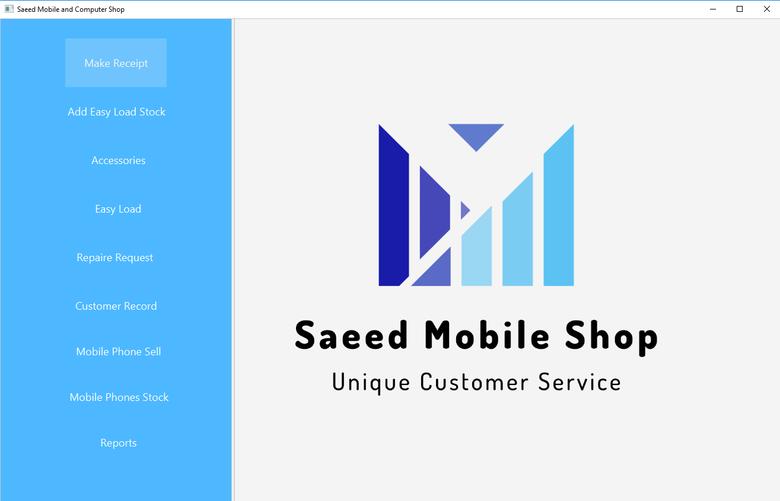 Saeed Mobile and Computer Shop
Make Receipt
Add Easy Load Stock
Accessories
Easy Load
Repaire Request
Customer Record
Mobile Phone Sell
Mobile Phones Stock
Reports
Saeed Mobile Shop
Unique Customer Service